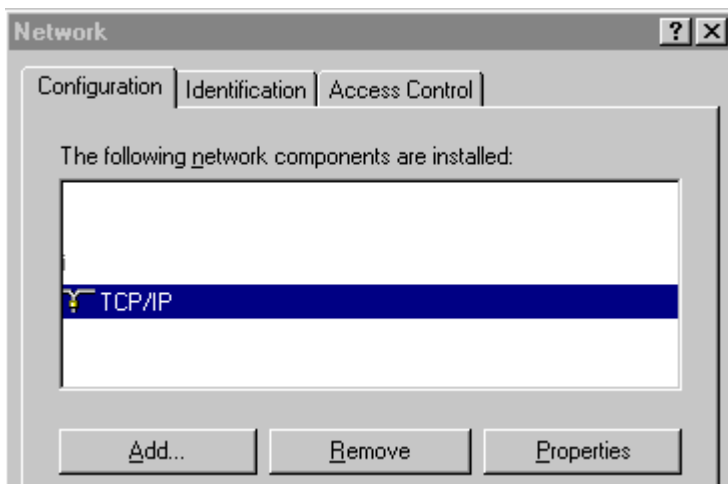 Network
Configuration Identification Access Control
The following network components are installed:
TCP/IP
Add... Remove Properties